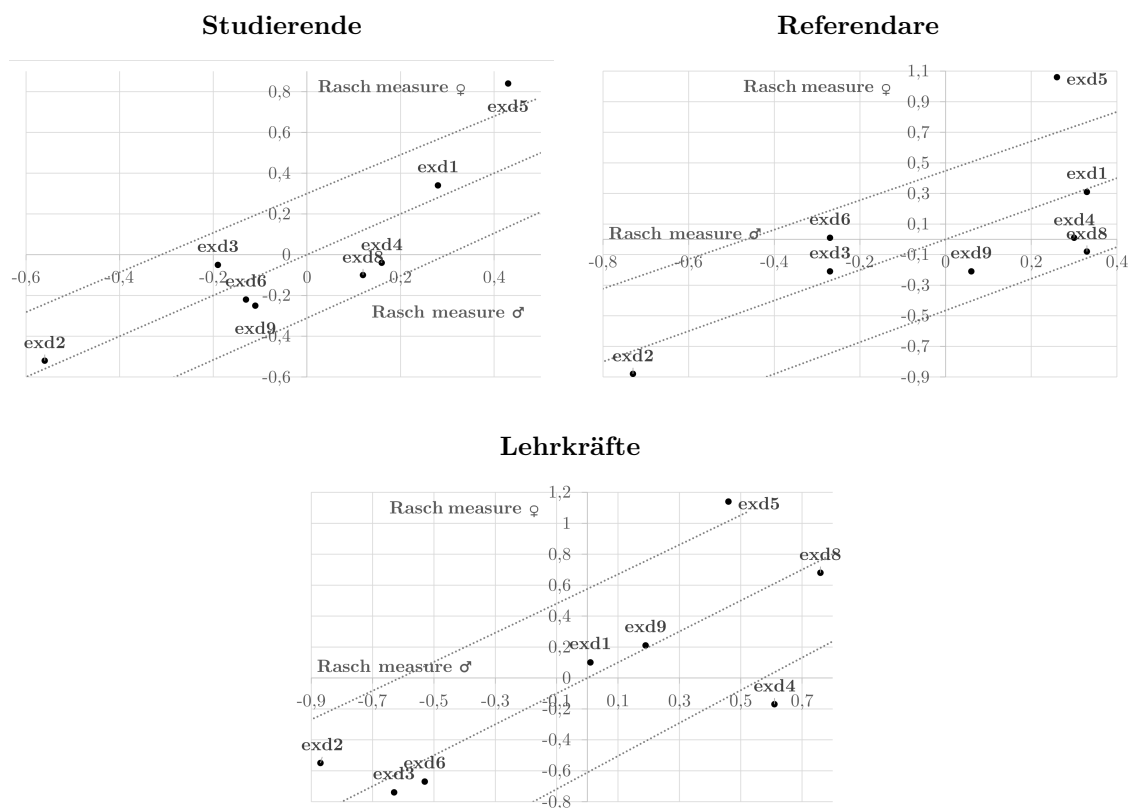 Studierende
Rasch measure ♀
0,8
exd5
0,6
0,4
exd1
0,2
exd3
exd4
0
exd8
-0,6
-0,4
-0,2
0
0,2
0,4
exd6
-0,2
Rasch measure ♂
exd9
-0,4
exd2
-0,6
Referendare
1,1
Rasch measure ♀
exd5
0,9
0,7
0,5
exd1
0,3
exd6
exd4
0,1
Rasch measure ♂
exd8
exd3
exd9
-0,8
-0,6
-0,4
-0,2
-0,1
0
0,2
0,4
-0,3
-0,5
exd2
-0,7
-0,9
Lehrkräfte
1,2
Rasch measure ♀
exd5
1
0,8
exd8
0,6
0,4
exd9
0,2
exd1
Rasch measure ♂
0
exd4
-0,9
-0,7
-0,5
-0,3
-0,1
0,1
0,3
0,5
0,7
-0,2
-0,4
exd2
exd6
exd3
-0,6
-0,8